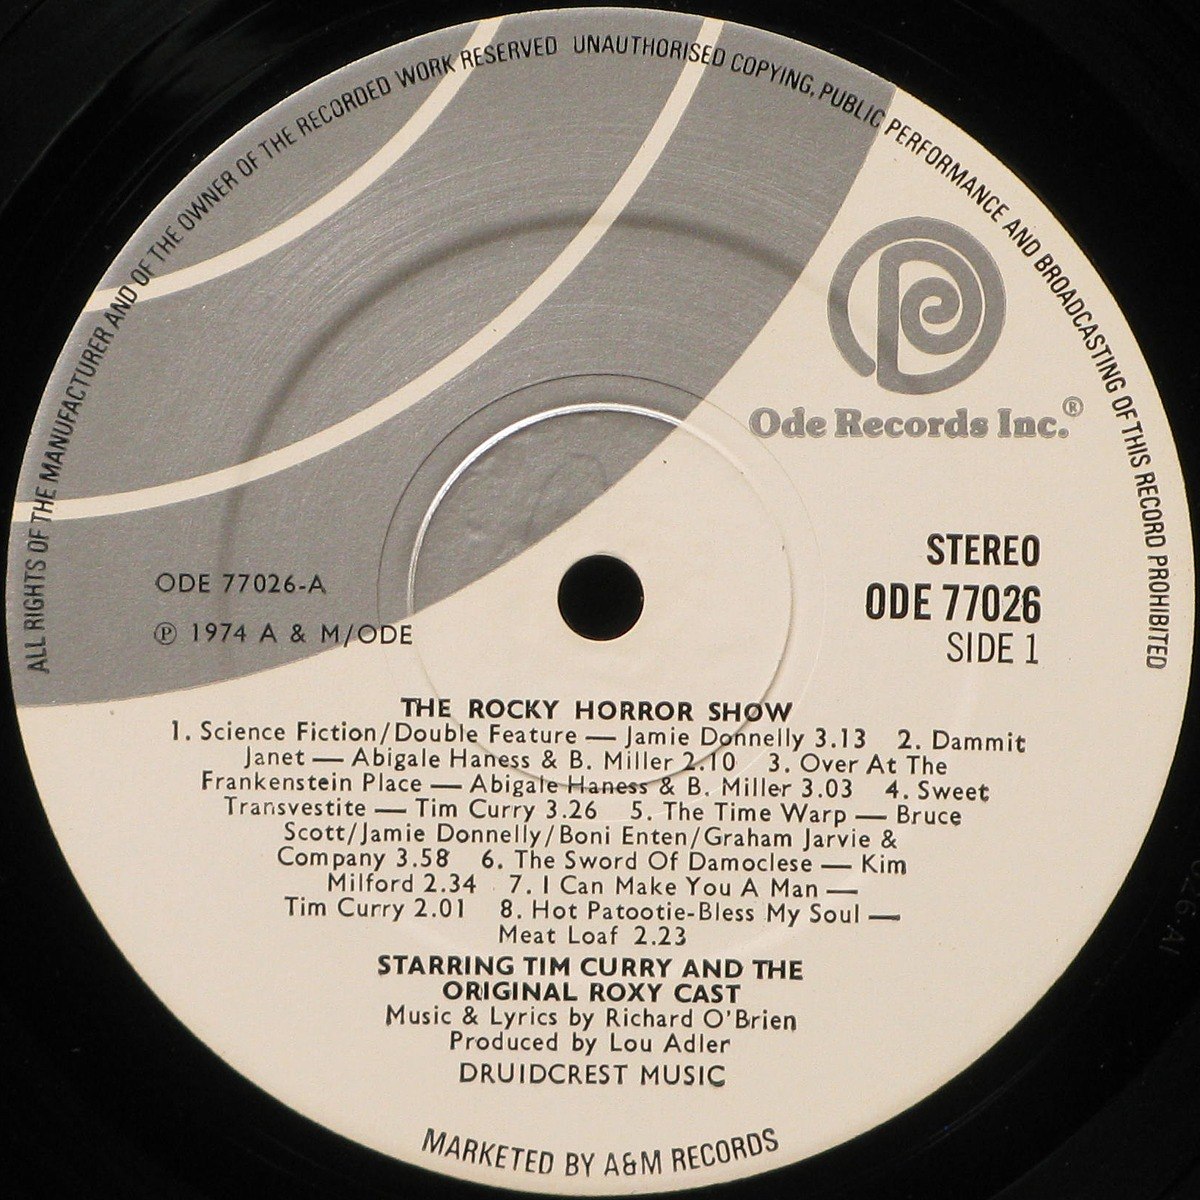 ALL RIGHTS OF THE MANUFACTURER AND OF THE OWNER OF THE RECORDED WORK RESERVED UNAUTHORISED COPYING, PUBLIC PERFORMANCE AND BROADCASTING OF THIS RECORD PROHIBITED
Ode Records Inc.®
STEREO
ODE 77026
SIDE 1
ODE 77026-A
℗ 1974 A & M/ODE
THE ROCKY HORROR SHOW
1. Science Fiction/Double Feature — Jamie Donnelly 3.13 2. Dammit
Janet — Abigale Haness & B. Miller 2.10 3. Over At The
Frankenstein Place — Abigale Haness & B. Miller 3.03 4. Sweet
Transvestite — Tim Curry 3.26 5. The Time Warp — Bruce
Scott/Jamie Donnelly/Boni Enten/Graham Jarvie &
Company 3.58 6. The Sword Of Damoclese — Kim
Milford 2.34 7. I Can Make You A Man —
Tim Curry 2.01 8. Hot Patootie-Bless My Soul —
Meat Loaf 2.23
STARRING TIM CURRY AND THE
ORIGINAL ROXY CAST
Music & Lyrics by Richard O'Brien
Produced by Lou Adler
DRUIDCREST MUSIC
MARKETED BY A&M RECORDS